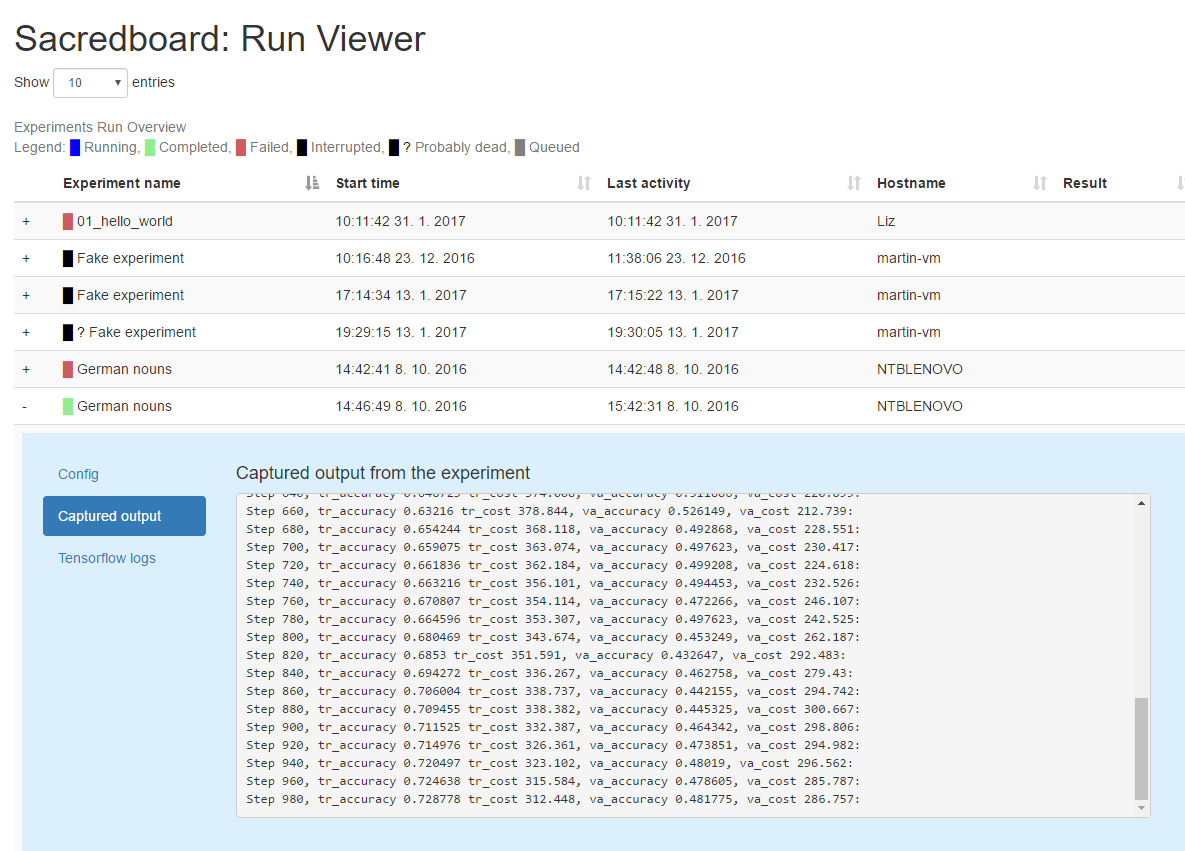 Sacredboard: Run Viewer
Show 10 entries
Experiments Run Overview
Legend: Running, Completed, Failed, Interrupted, ? Probably dead, Queued
Experiment name Start time Last activity Hostname Result
+ 01_hello_world 10:11:42 31. 1. 2017 10:11:42 31. 1. 2017 Liz
+ Fake experiment 10:16:48 23. 12. 2016 11:38:06 23. 12. 2016 martin-vm
+ Fake experiment 17:14:34 13. 1. 2017 17:15:22 13. 1. 2017 martin-vm
+ ? Fake experiment 19:29:15 13. 1. 2017 19:30:05 13. 1. 2017 martin-vm
+ German nouns 14:42:41 8. 10. 2016 14:42:48 8. 10. 2016 NTBLENOVO
- German nouns 14:46:49 8. 10. 2016 15:42:31 8. 10. 2016 NTBLENOVO
Config
Captured output
Tensorflow logs
Captured output from the experiment
Step 660, tr_accuracy 0.63216 tr_cost 378.844, va_accuracy 0.526149, va_cost 212.739:
Step 680, tr_accuracy 0.654244 tr_cost 368.118, va_accuracy 0.492868, va_cost 228.551:
Step 700, tr_accuracy 0.659075 tr_cost 363.074, va_accuracy 0.497623, va_cost 230.417:
Step 720, tr_accuracy 0.661836 tr_cost 362.184, va_accuracy 0.499208, va_cost 224.618:
Step 740, tr_accuracy 0.663216 tr_cost 356.101, va_accuracy 0.494453, va_cost 232.526:
Step 760, tr_accuracy 0.670807 tr_cost 354.114, va_accuracy 0.472266, va_cost 246.107:
Step 780, tr_accuracy 0.664596 tr_cost 353.307, va_accuracy 0.497623, va_cost 242.525:
Step 800, tr_accuracy 0.680469 tr_cost 343.674, va_accuracy 0.453249, va_cost 262.187:
Step 820, tr_accuracy 0.6853 tr_cost 351.591, va_accuracy 0.432647, va_cost 292.483:
Step 840, tr_accuracy 0.694272 tr_cost 336.267, va_accuracy 0.462758, va_cost 279.43:
Step 860, tr_accuracy 0.706004 tr_cost 338.737, va_accuracy 0.442155, va_cost 294.742:
Step 880, tr_accuracy 0.709455 tr_cost 338.382, va_accuracy 0.445325, va_cost 300.667:
Step 900, tr_accuracy 0.711525 tr_cost 332.387, va_accuracy 0.464342, va_cost 298.806:
Step 920, tr_accuracy 0.714976 tr_cost 326.361, va_accuracy 0.473851, va_cost 294.982:
Step 940, tr_accuracy 0.720497 tr_cost 323.102, va_accuracy 0.48019, va_cost 296.562:
Step 960, tr_accuracy 0.724638 tr_cost 315.584, va_accuracy 0.478605, va_cost 285.787:
Step 980, tr_accuracy 0.728778 tr_cost 312.448, va_accuracy 0.481775, va_cost 286.757: